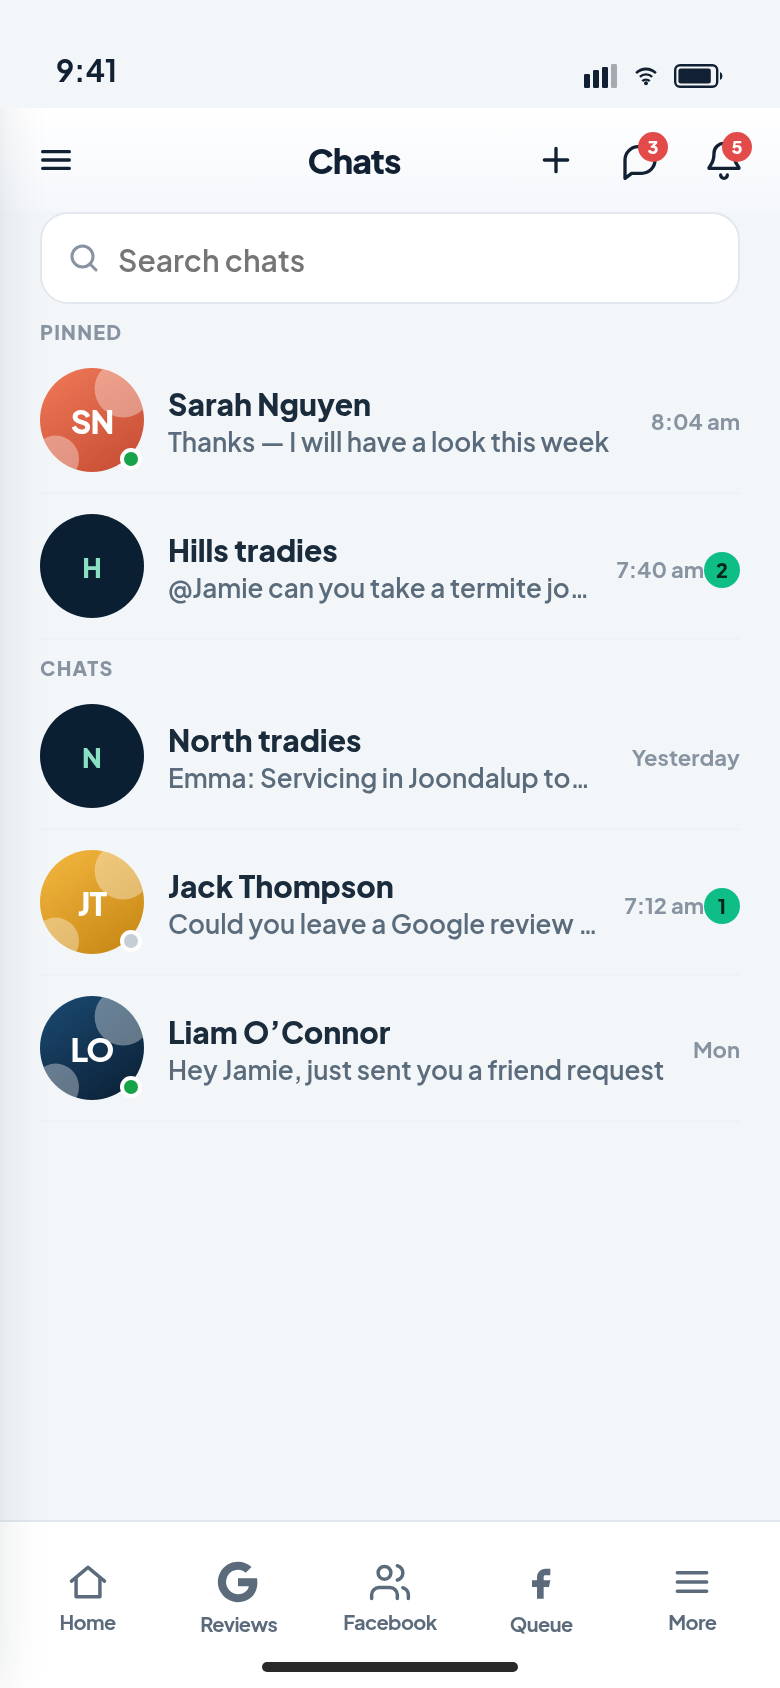 9:41
Chats
3
5
Search chats
PINNED
SN
Sarah Nguyen
Thanks — I will have a look this week
8:04 am
H
Hills tradies
@Jamie can you take a termite jo...
7:40 am
2
CHATS
N
North tradies
Emma: Servicing in Joondalup to...
Yesterday
JT
Jack Thompson
Could you leave a Google review ...
7:12 am
1
LO
Liam O’Connor
Hey Jamie, just sent you a friend request
Mon
Home
Reviews
Facebook
Queue
More